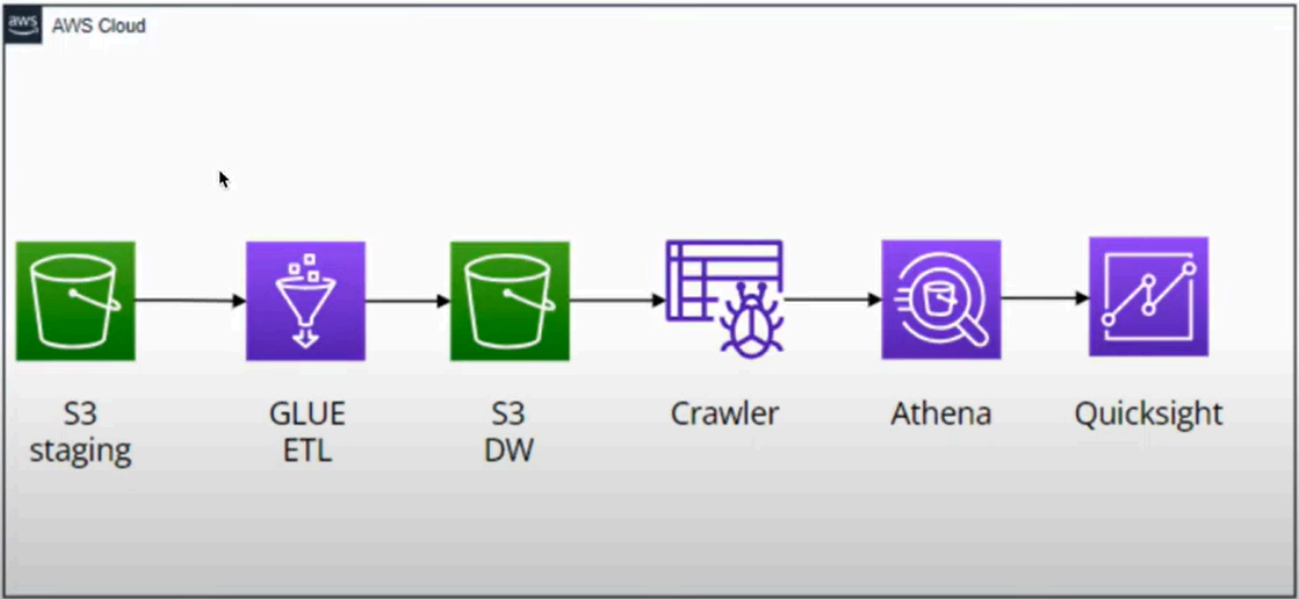 aws
AWS Cloud
S3
staging
GLUE
ETL
S3
DW
Crawler
Athena
Quicksight